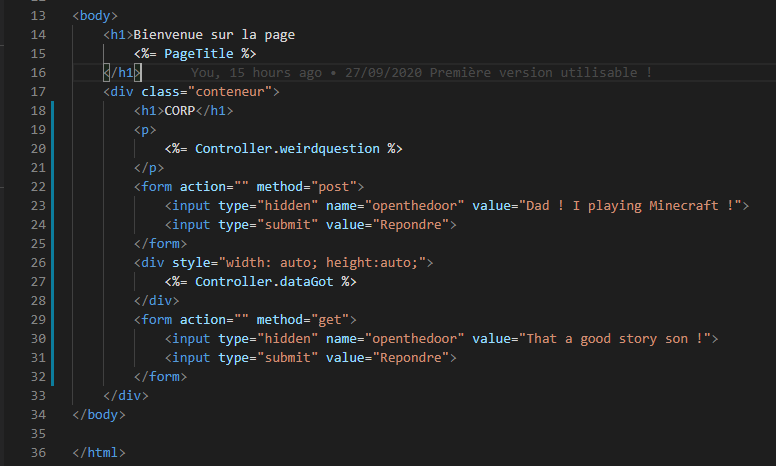 13 <body>
14 <h1>Bienvenue sur la page
15 <%= PageTitle %>
16 </h1> You, 15 hours ago • 27/09/2020 Première version utilisable !
17 <div class="conteneur">
18 <h1>CORP</h1>
19 <p>
20 <%= Controller.weirdquestion %>
21 </p>
22 <form action="" method="post">
23 <input type="hidden" name="openthedoor" value="Dad ! I playing Minecraft !">
24 <input type="submit" value="Repondre">
25 </form>
26 <div style="width: auto; height:auto;">
27 <%= Controller.dataGot %>
28 </div>
29 <form action="" method="get">
30 <input type="hidden" name="openthedoor" value="That a good story son !">
31 <input type="submit" value="Repondre">
32 </form>
33 </div>
34 </body>
35
36 </html>